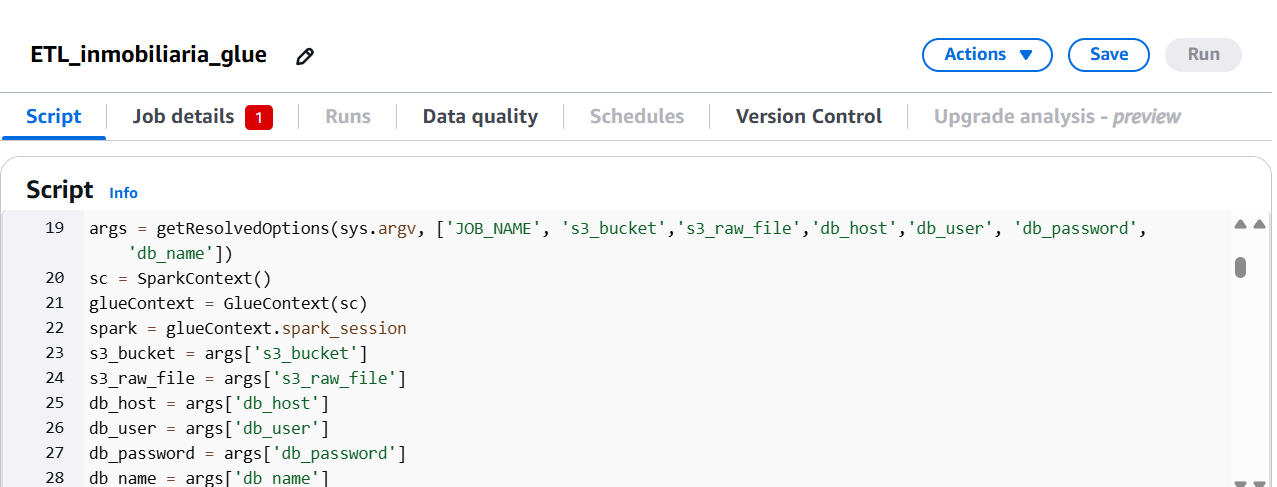 ETL_inmobiliaria_glue
Actions Save Run
Script Job details 1 Runs Data quality Schedules Version Control Upgrade analysis - preview
Script Info
19 args = getResolvedOptions(sys.argv, ['JOB_NAME', 's3_bucket','s3_raw_file','db_host','db_user', 'db_password',
'db_name'])
20 sc = SparkContext()
21 glueContext = GlueContext(sc)
22 spark = glueContext.spark_session
23 s3_bucket = args['s3_bucket']
24 s3_raw_file = args['s3_raw_file']
25 db_host = args['db_host']
26 db_user = args['db_user']
27 db_password = args['db_password']
28 db_name = args['db_name']